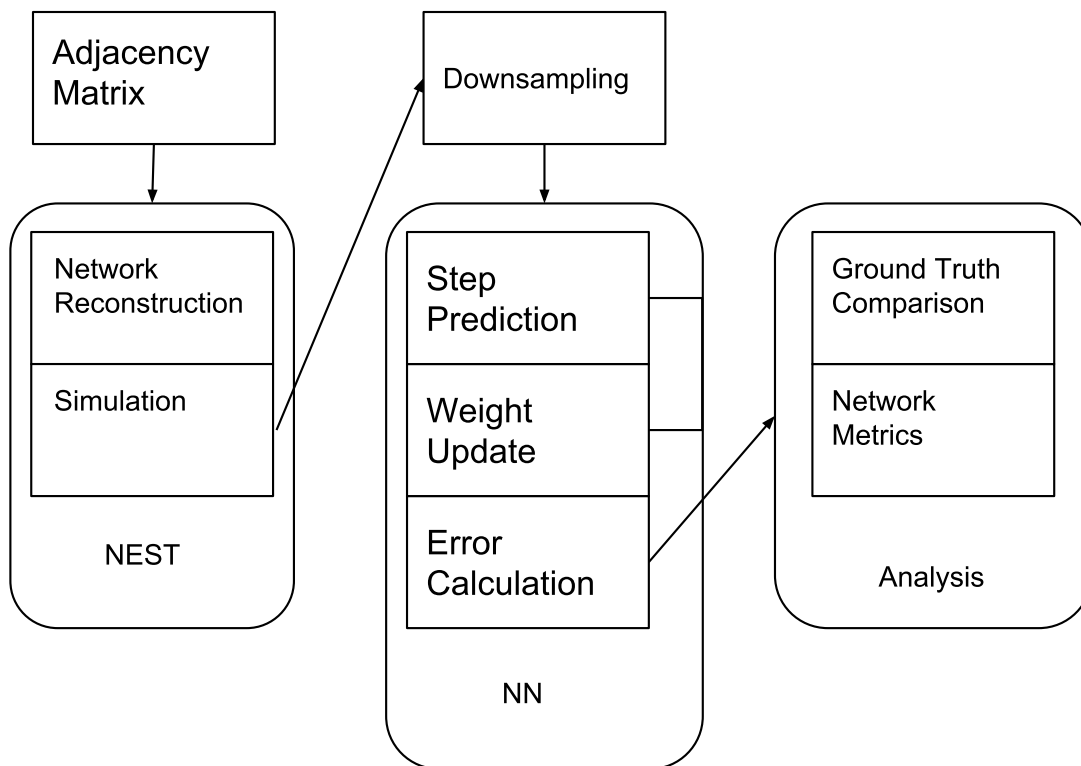 Adjacency
Matrix
Downsampling
Network
Reconstruction
Simulation
NEST
Step
Prediction
Weight
Update
Error
Calculation
NN
Ground Truth
Comparison
Network
Metrics
Analysis